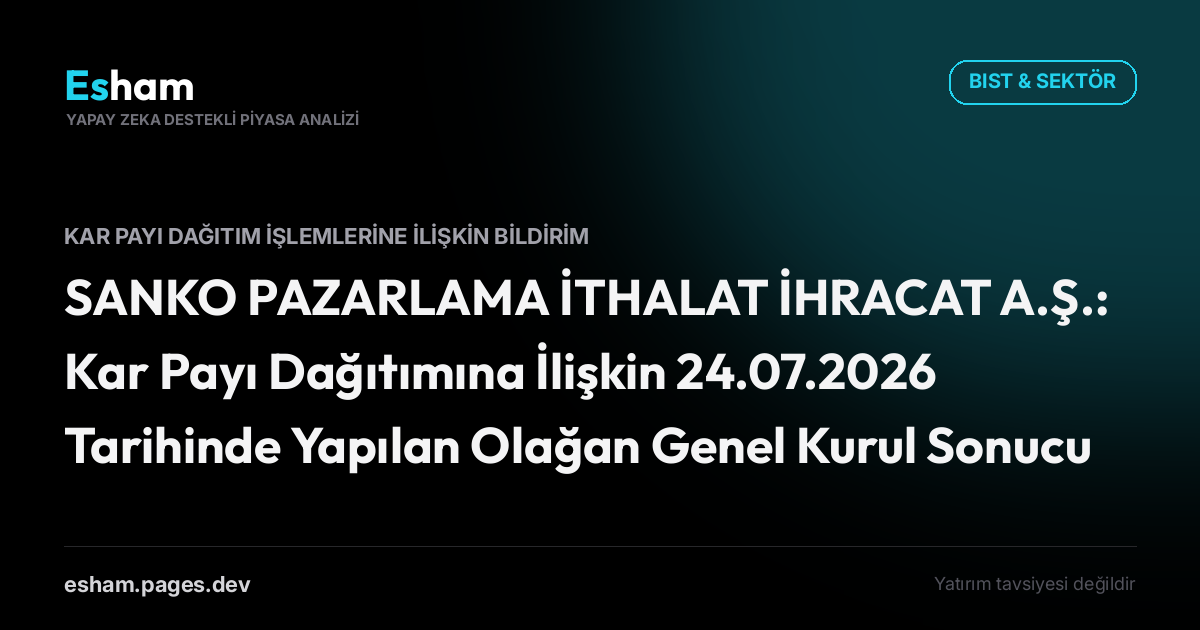 Esham
YAPAY ZEKA DESTEKLİ PİYASA ANALİZİ
BIST & SEKTÖR
KAR PAYI DAĞITIM İŞLEMLERİNE İLİŞKİN BİLDİRİM
SANKO PAZARLAMA İTHALAT İHRACAT A.Ş.:
Kar Payı Dağıtımına İlişkin 24.07.2026
Tarihinde Yapılan Olağan Genel Kurul Sonucu
esham.pages.dev
Yatırım tavsiyesi değildir